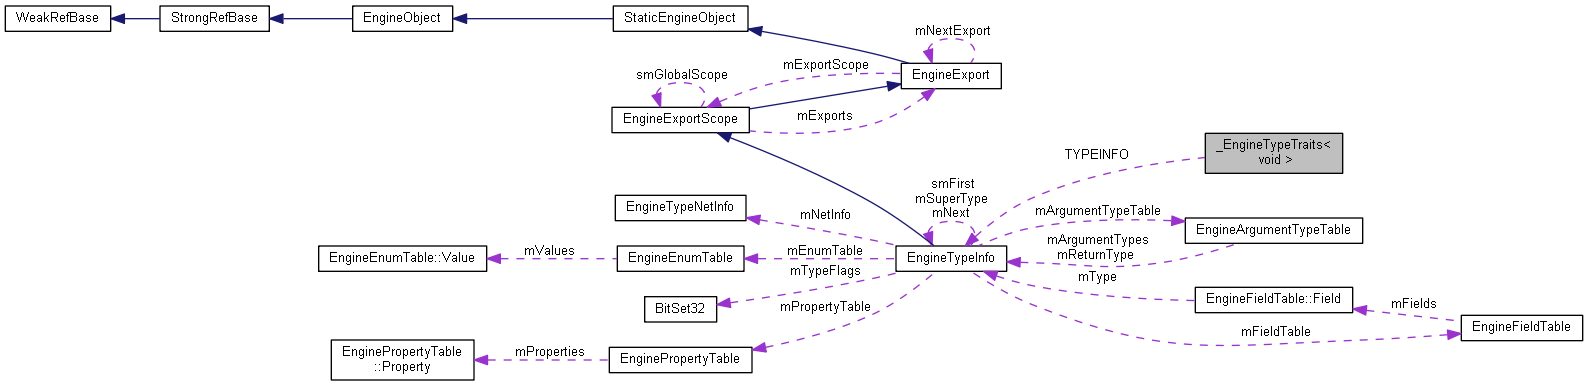 WeakRefBase
StrongRefBase
EngineObject
StaticEngineObject
mNextExport
EngineExport
mExportScope
smGlobalScope
EngineExportScope
mExports
_EngineTypeTraits<
void >
TYPEINFO
smFirst
mSuperType
mNext
EngineTypeNetInfo
mNetInfo
mArgumentTypeTable
EngineArgumentTypeTable
mArgumentTypes
mReturnType
EngineEnumTable::Value
mValues
EngineEnumTable
mEnumTable
EngineTypeInfo
mTypeFlags
mType
BitSet32
mPropertyTable
EngineFieldTable::Field
mFields
EngineFieldTable
mFieldTable
EnginePropertyTable
::Property
mProperties
EnginePropertyTable